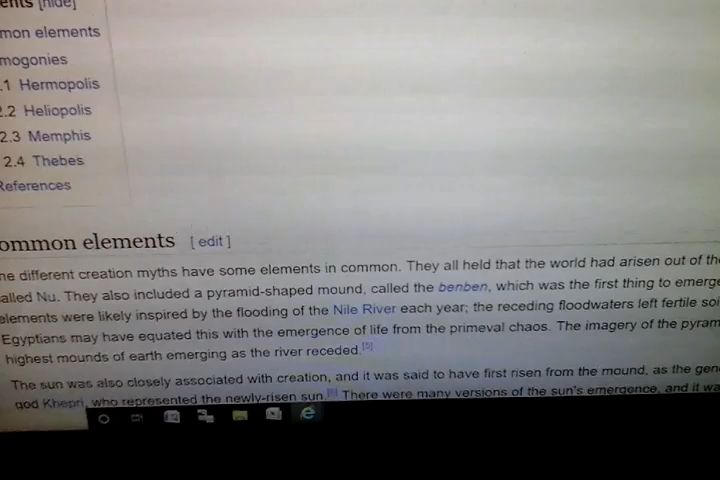 ents [hide]
mon elements
mogonies
.1 Hermopolis
2.2 Heliopolis
2.3 Memphis
2.4 Thebes
References
ommon elements [ edit ]
he different creation myths have some elements in common. They all held that the world had arisen out of the
alled Nu. They also included a pyramid-shaped mound, called the benben, which was the first thing to emerge
elements were likely inspired by the flooding of the Nile River each year; the receding floodwaters left fertile soil
Egyptians may have equated this with the emergence of life from the primeval chaos. The imagery of the pyram
highest mounds of earth emerging as the river receded.[5]
The sun was also closely associated with creation, and it was said to have first risen from the mound, as the gene
god Khepri, who represented the newly-risen sun.[6] There were many versions of the sun's emergence, and it wa